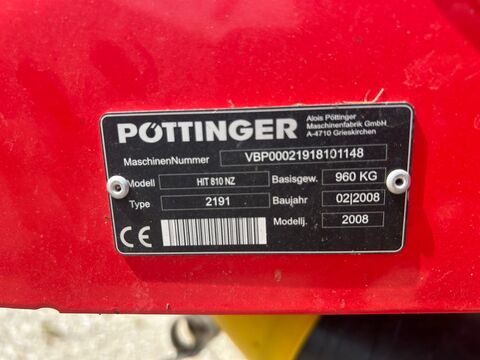 PÖTTINGER
Alois Pöttinger
Maschinenfabrik GmbH
A-4710 Grieskirchen
MaschinenNummer VBP00021918101148
Modell HIT 810 NZ Basisgew. 960 KG
Type 2191 Baujahr 02|2008
Modellj. 2008
CE